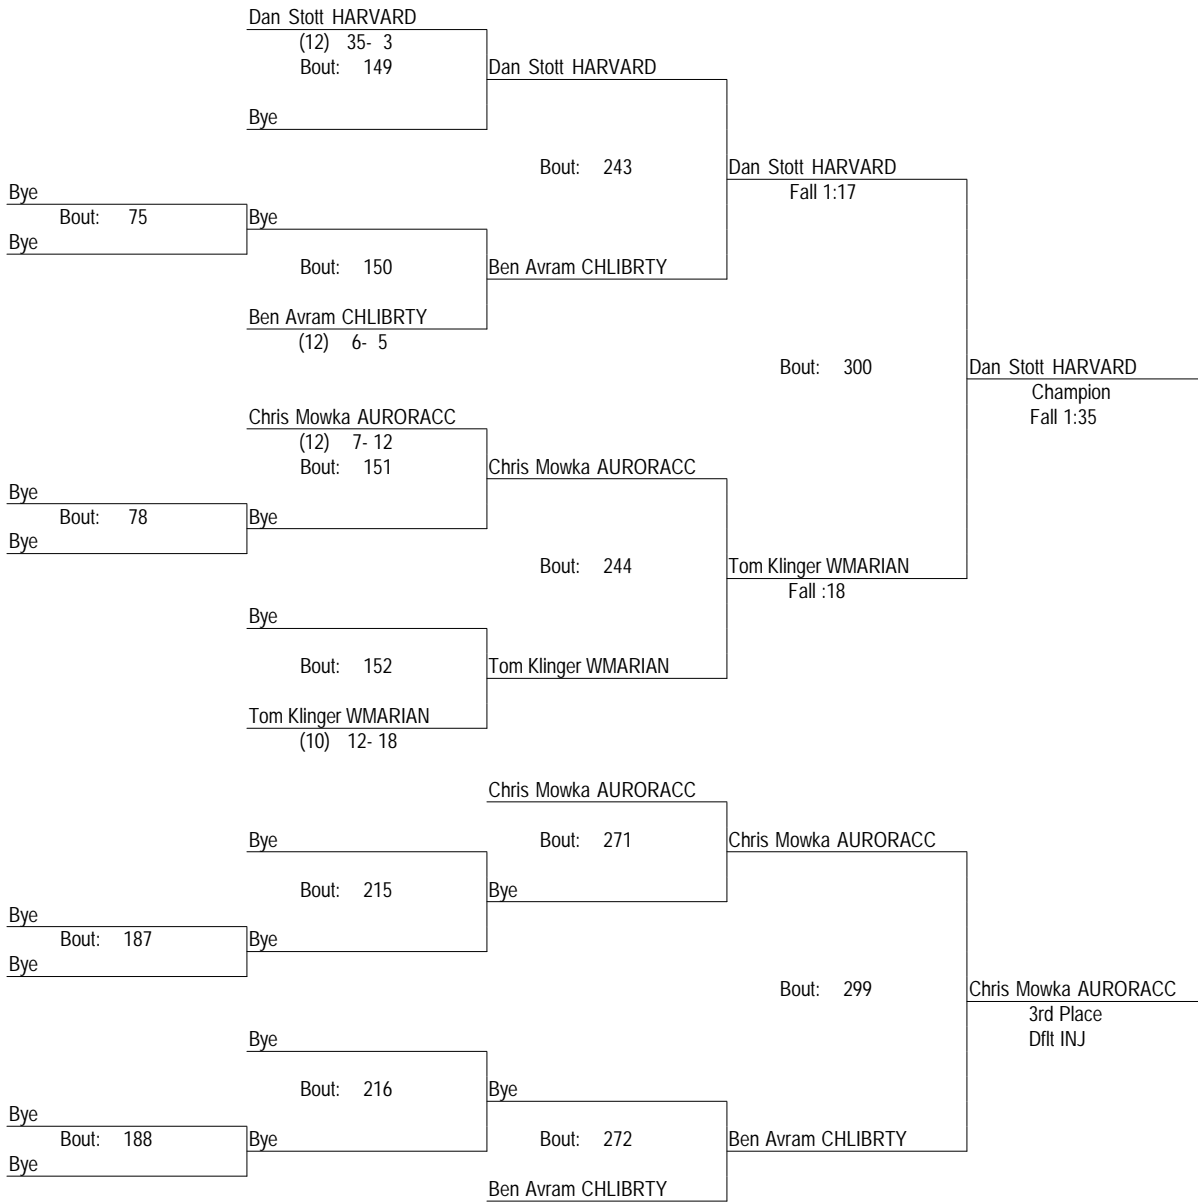 Dan Stott HARVARD
(12) 35- 3
Bout: 149
Dan Stott HARVARD
Bye
Bout: 243
Dan Stott HARVARD
Fall 1:17
Bye
Bout: 75
Bye
Bye
Bout: 150
Ben Avram CHLIBRTY
Ben Avram CHLIBRTY
(12) 6- 5
Bout: 300
Dan Stott HARVARD
Champion
Fall 1:35
Chris Mowka AURORACC
(12) 7- 12
Bout: 151
Chris Mowka AURORACC
Bye
Bout: 78
Bye
Bye
Bout: 244
Tom Klinger WMARIAN
Fall :18
Bye
Bout: 152
Tom Klinger WMARIAN
Tom Klinger WMARIAN
(10) 12- 18
Chris Mowka AURORACC
Bye
Bout: 271
Chris Mowka AURORACC
Bout: 215
Bye
Bye
Bout: 187
Bye
Bye
Bout: 299
Chris Mowka AURORACC
3rd Place
Dflt INJ
Bye
Bout: 216
Bye
Bye
Bout: 188
Bye
Bye
Bout: 272
Ben Avram CHLIBRTY
Ben Avram CHLIBRTY